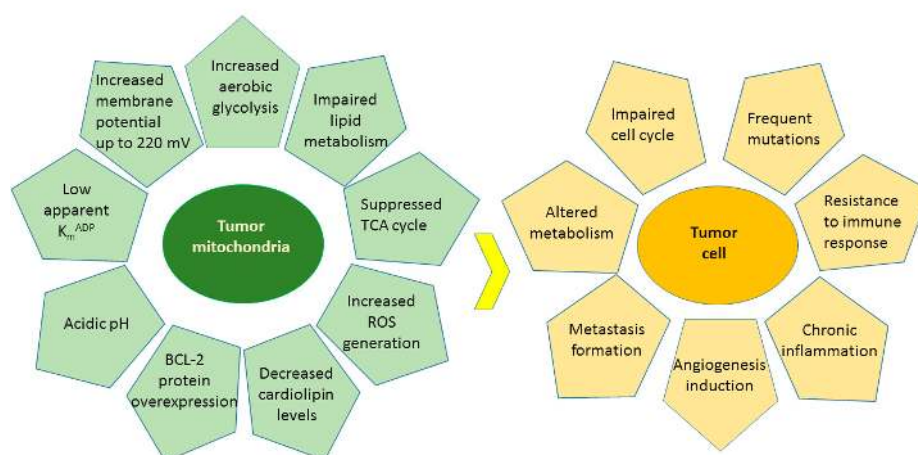 Increased
aerobic
glycolysis
Impaired
lipid
metabolism
Suppressed
TCA cycle
Increased
ROS
generation
Decreased
cardiolipin
levels
BCL-2
protein
overexpression
Acidic pH
Low
apparent
Kₘᴬᴰᴾ
Increased
membrane
potential
up to 220 mV
Tumor
mitochondria
Impaired
cell cycle
Frequent
mutations
Resistance
to immune
response
Chronic
inflammation
Angiogenesis
induction
Metastasis
formation
Altered
metabolism
Tumor
cell